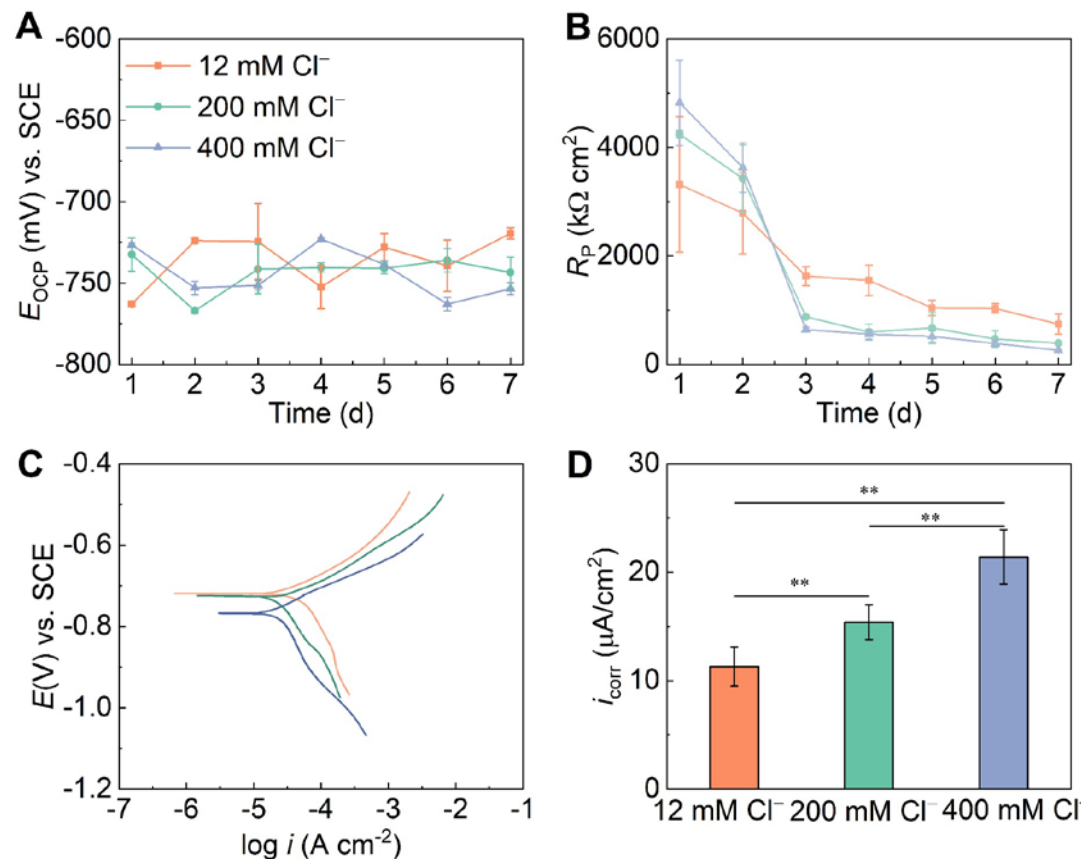 A
-600
-650
-700
-750
-800
E_OCP (mV) vs. SCE
12 mM Cl⁻
200 mM Cl⁻
400 mM Cl⁻
1 2 3 4 5 6 7
Time (d)
B
6000
4000
2000
0
R_P (kΩ cm²)
1 2 3 4 5 6 7
Time (d)
C
-0.4
-0.6
-0.8
-1.0
-1.2
E(V) vs. SCE
-7 -6 -5 -4 -3 -2 -1
log i (A cm⁻²)
D
30
20
10
0
i_corr (μA/cm²)
**
**
**
12 mM Cl⁻ 200 mM Cl⁻ 400 mM Cl⁻